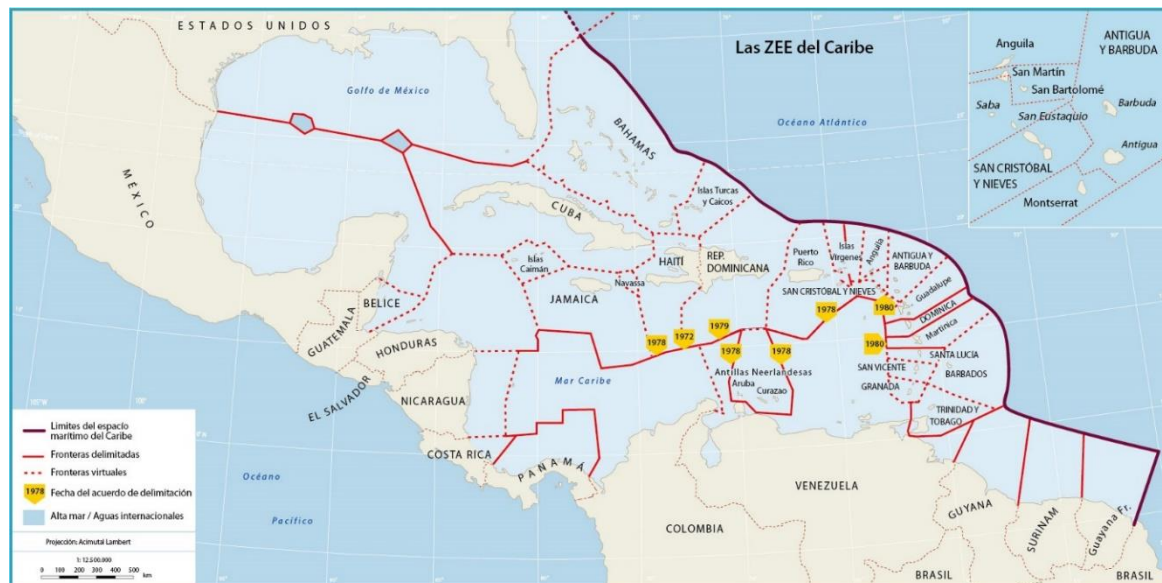 Las ZEE del Caribe
ESTADOS UNIDOS
Golfo de México
Océano Atlántico
MÉXICO
BAHAMAS
Islas Turcas
y Caicos
CUBA
Islas
Caimán
HAITÍ
REP.
DOMINICANA
Puerto
Rico
Islas
Vírgenes
Anguila
ANTIGUA Y
BARBUDA
Navassa
JAMAICA
BELICE
SAN CRISTÓBAL Y NIEVES
Guadalupe
DOMINICA
Martinica
GUATEMALA
HONDURAS
1978
1972
1979
1978
1980
1978
1978
1980
Antillas Neerlandesas
Aruba
Curazao
SANTA LUCÍA
SAN VICENTE
BARBADOS
GRANADA
Mar Caribe
EL SALVADOR
NICARAGUA
TRINIDAD Y
TOBAGO
COSTA RICA
PANAMÁ
VENEZUELA
COLOMBIA
GUYANA
SURINAM
Guayana Fr.
BRASIL
BRASIL
Océano
Pacífico
Anguila
ANTIGUA
Y BARBUDA
San Martín
San Bartolomé
Saba
Barbuda
San Eustaquio
Antigua
SAN CRISTÓBAL
Y NIEVES
Montserrat
Limites del espacio
marítimo del Caribe
Fronteras delimitadas
Fronteras virtuales
1978
Fecha del acuerdo de delimitación
Alta mar / Aguas internacionales
Projección: Acimutal Lambert
1: 12.500.000
0 100 200 300 400 500
km